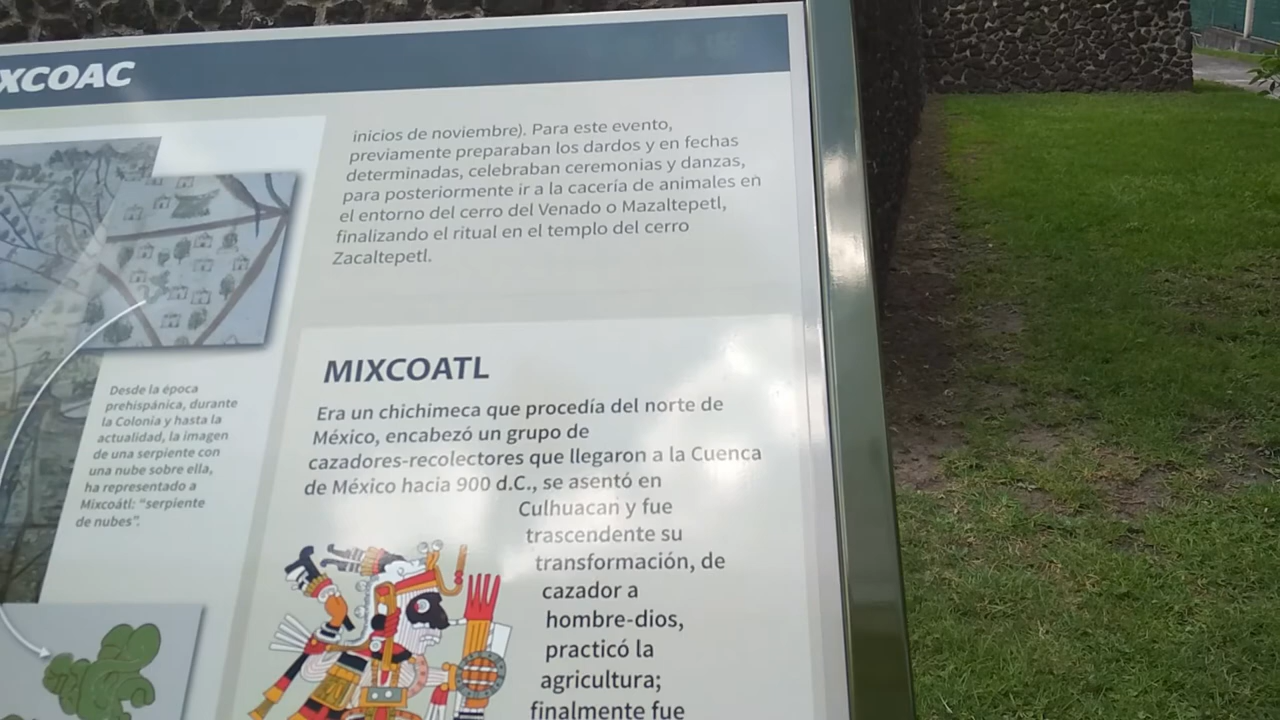 XCOAC
inicios de noviembre). Para este evento,
previamente preparaban los dardos y en fechas
determinadas, celebraban ceremonias y danzas,
para posteriormente ir a la cacería de animales en
el entorno del cerro del Venado o Mazaltepetl,
finalizando el ritual en el templo del cerro
Zacaltepetl.
Desde la época
prehispánica, durante
la Colonia y hasta la
actualidad, la imagen
de una serpiente con
una nube sobre ella,
ha representado a
Mixcoátl: “serpiente
de nubes”.
MIXCOATL
Era un chichimeca que procedía del norte de
México, encabezó un grupo de
cazadores-recolectores que llegaron a la Cuenca
de México hacia 900 d.C., se asentó en
Culhuacan y fue
trascendente su
transformación, de
cazador a
hombre-dios,
practicó la
agricultura;
finalmente fue